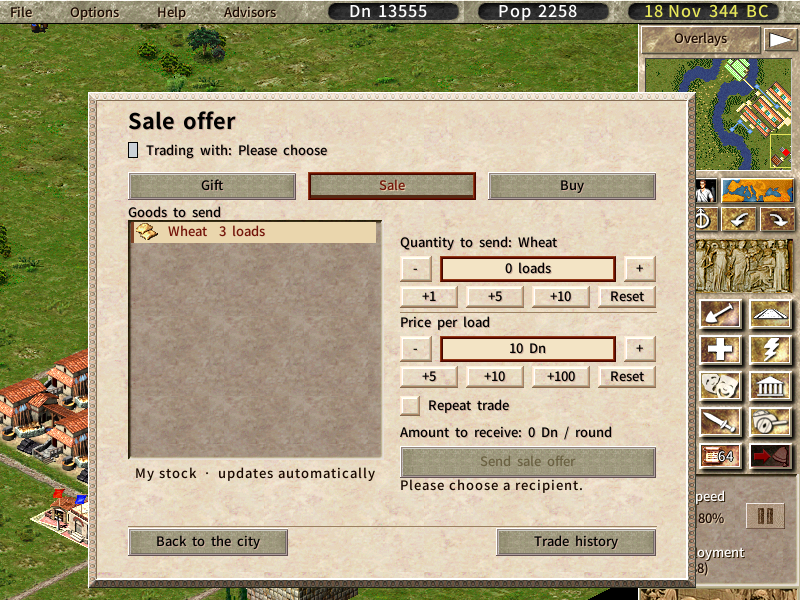 File Options Help Advisors Dn 13555 Pop 2258 18 Nov 344 BC
Overlays
Sale offer
Trading with: Please choose
Gift Sale Buy
Goods to send
Wheat 3 loads
Quantity to send: Wheat
- 0 loads +
+1 +5 +10 Reset
Price per load
- 10 Dn +
+5 +10 +100 Reset
Repeat trade
Amount to receive: 0 Dn / round
Send sale offer
Please choose a recipient.
My stock · updates automatically
Back to the city Trade history
64
peed
80%
oyment
8)